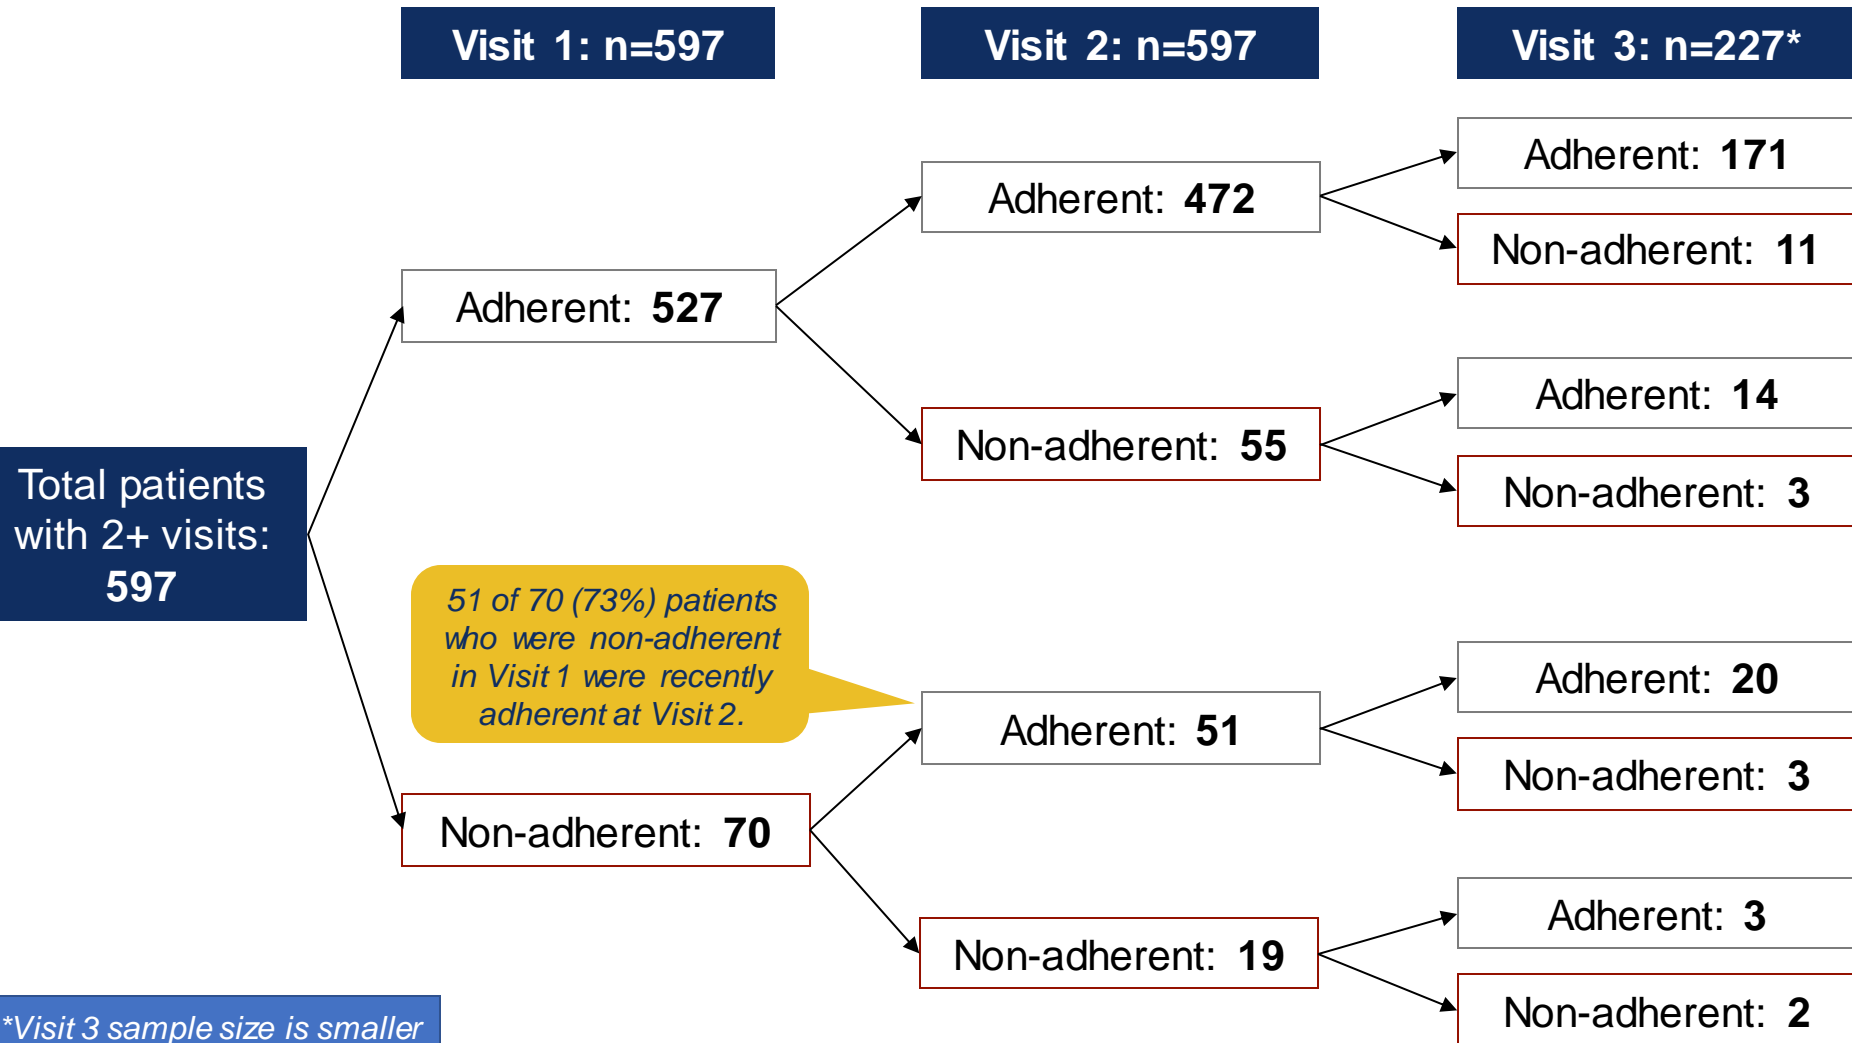 Visit 1: n=597
Visit 2: n=597
Visit 3: n=227*
Adherent: 171
Adherent: 472
Non-adherent: 11
Adherent: 527
Adherent: 14
Non-adherent: 55
Non-adherent: 3
Total patients
with 2+ visits:
597
51 of 70 (73%) patients
who were non-adherent
in Visit 1 were recently
adherent at Visit 2.
Adherent: 20
Adherent: 51
Non-adherent: 3
Non-adherent: 70
Adherent: 3
Non-adherent: 19
Non-adherent: 2
*Visit 3 sample size is smaller